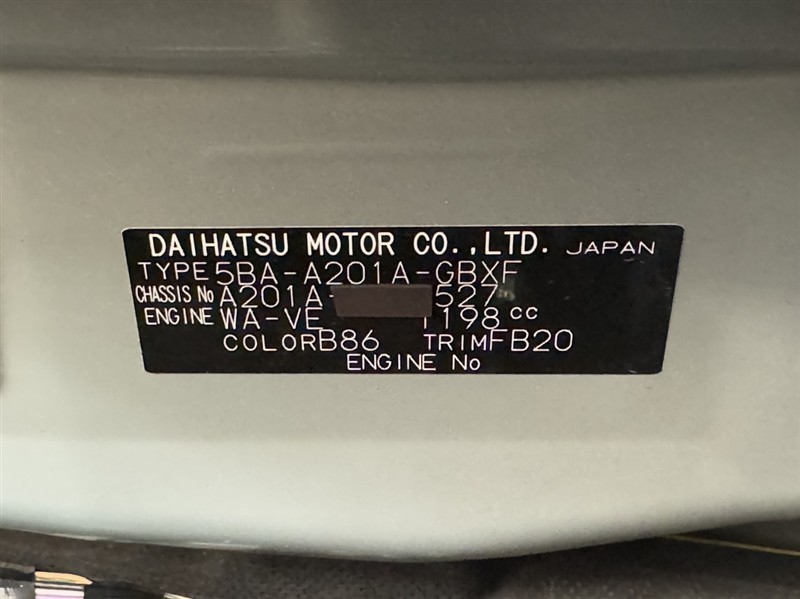 DAIHATSU MOTOR CO.,LTD. JAPAN
TYPE 5BA-A201A-GBXF
CHASSIS No A201A- 527
ENGINE WA-VE 1198 cc
COLOR B86 TRIM FB20
ENGINE No